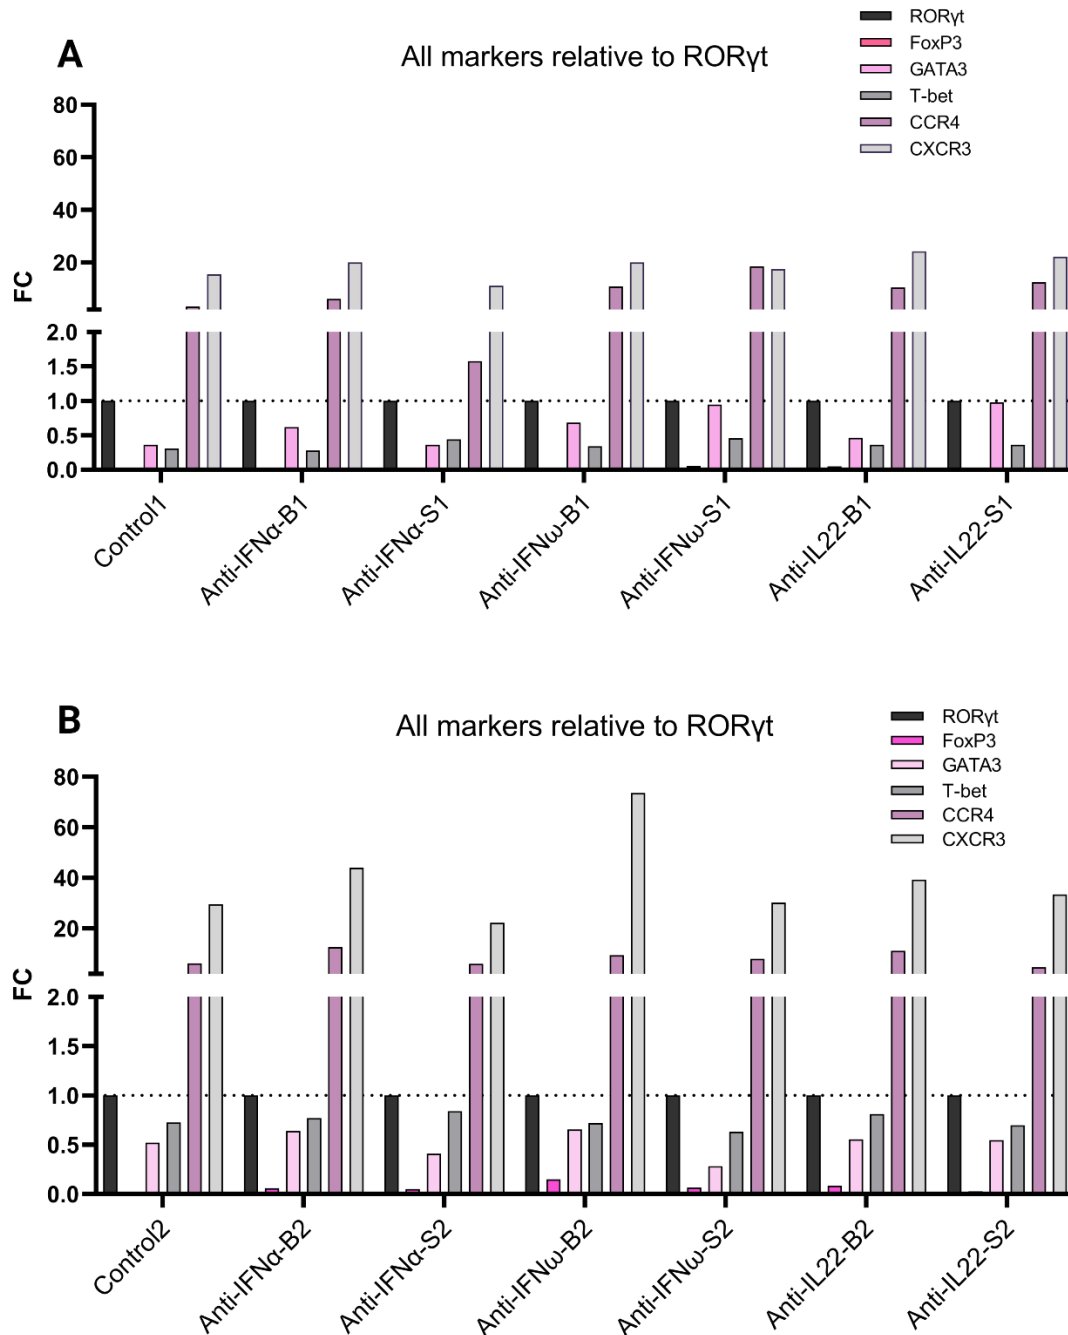 A
All markers relative to RORγt
RORγt
FoxP3
GATA3
T-bet
CCR4
CXCR3
FC
80
60
40
20
2.0
1.5
1.0
0.5
0.0
Control1
Anti-IFNα-B1
Anti-IFNα-S1
Anti-IFNω-B1
Anti-IFNω-S1
Anti-IL22-B1
Anti-IL22-S1
B
All markers relative to RORγt
RORγt
FoxP3
GATA3
T-bet
CCR4
CXCR3
FC
80
60
40
20
2.0
1.5
1.0
0.5
0.0
Control2
Anti-IFNα-B2
Anti-IFNα-S2
Anti-IFNω-B2
Anti-IFNω-S2
Anti-IL22-B2
Anti-IL22-S2